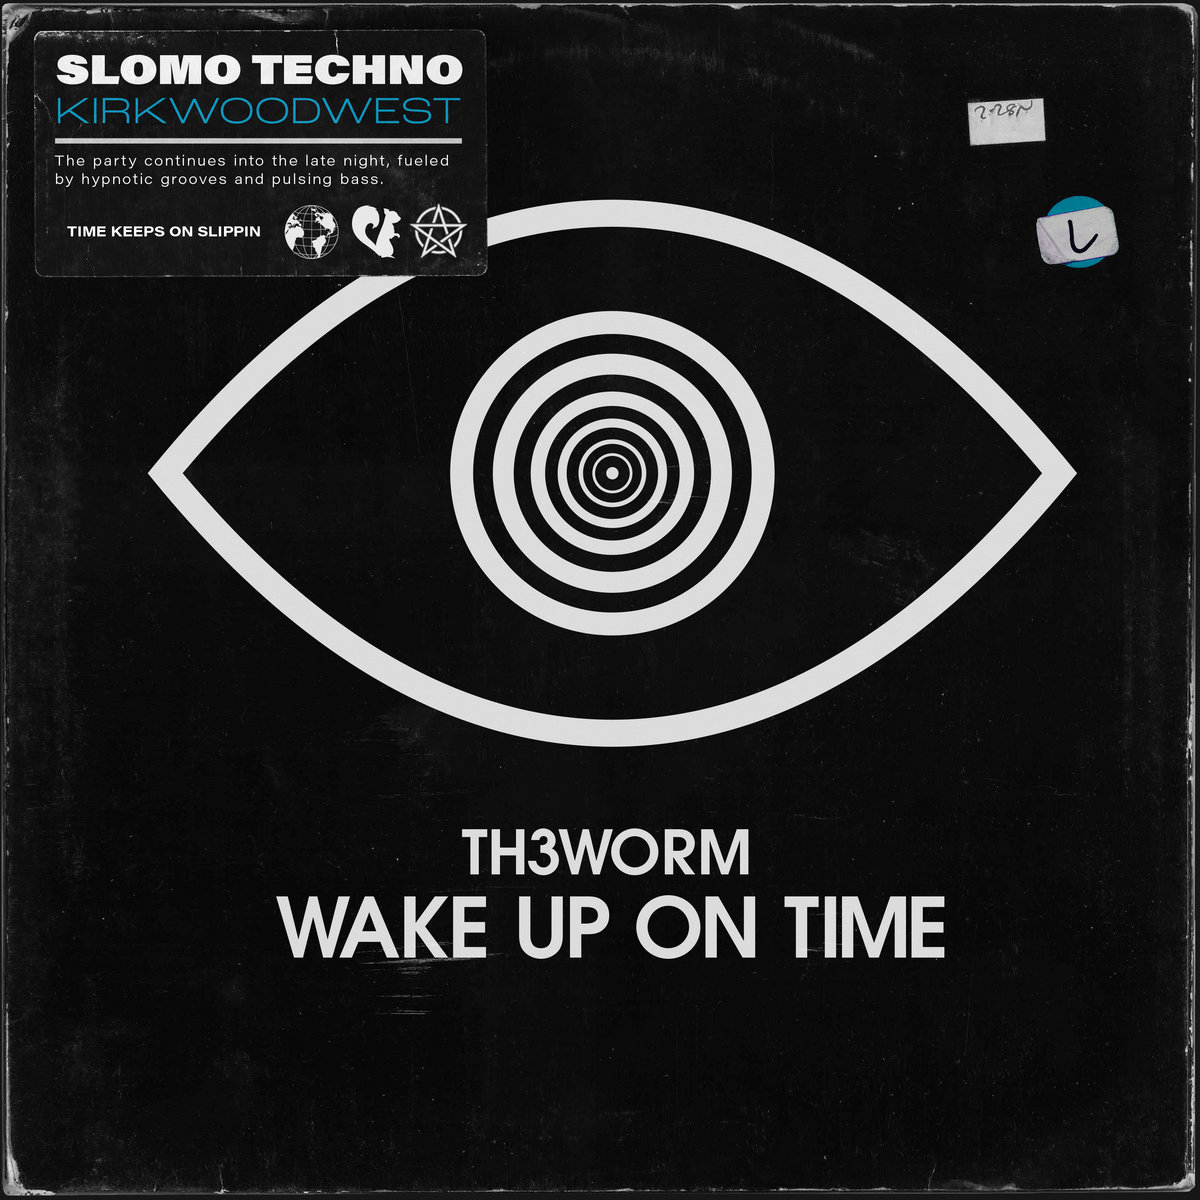 SLOMO TECHNO
KIRKWOODWEST
The party continues into the late night, fueled
by hypnotic grooves and pulsing bass.
TIME KEEPS ON SLIPPIN
L
TH3WORM
WAKE UP ON TIME